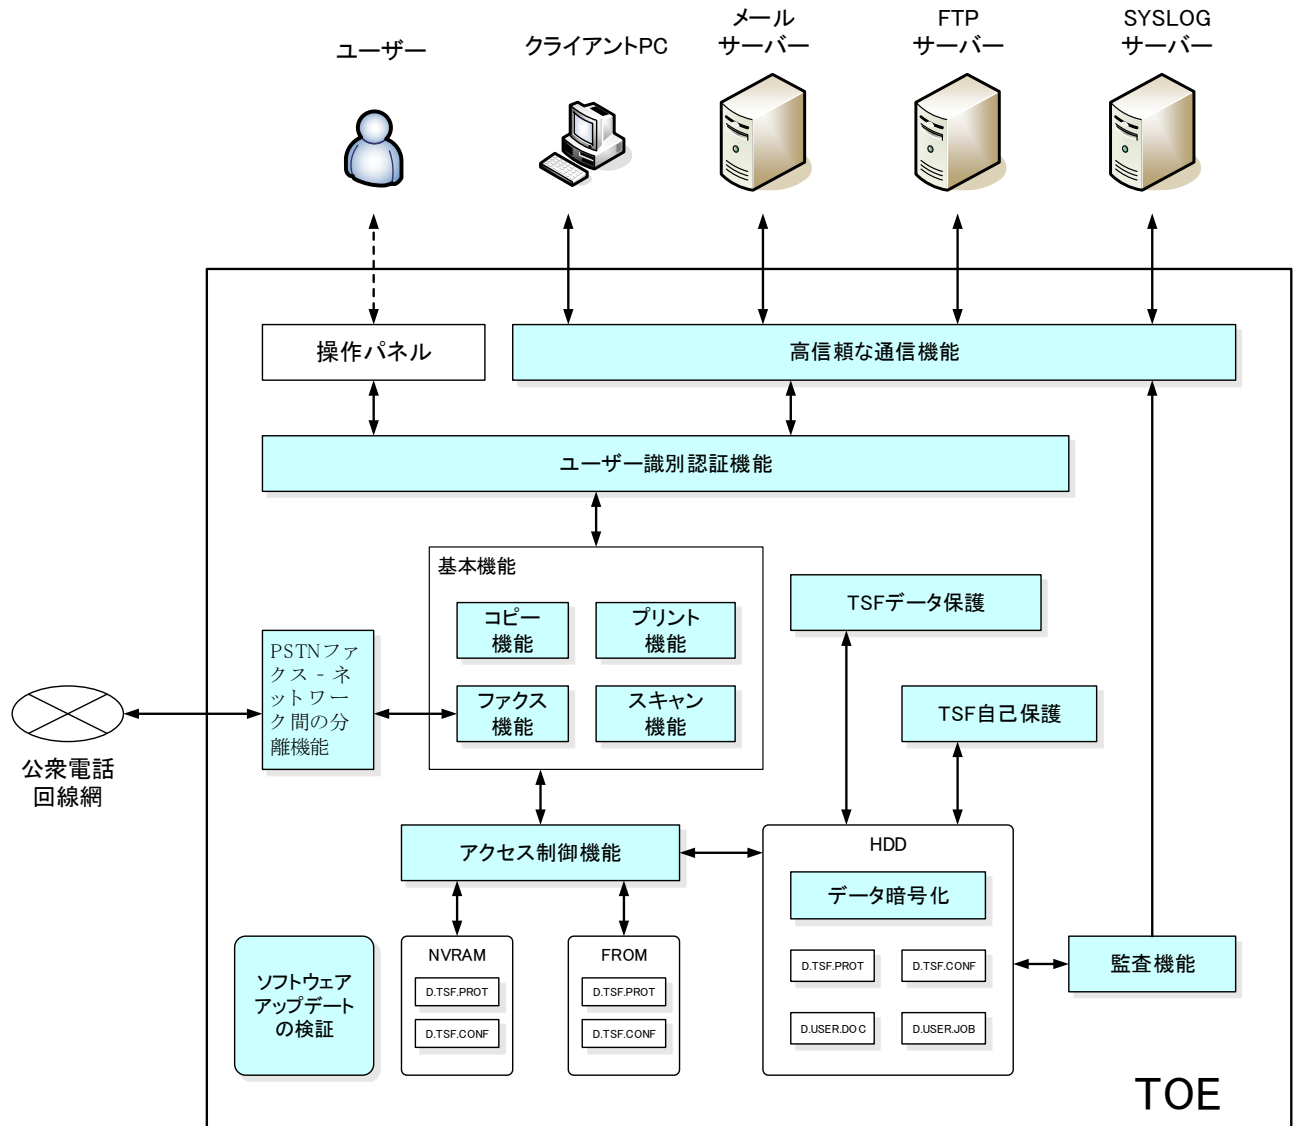 ユーザー
クライアントPC
メール
サーバー
FTP
サーバー
SYSLOG
サーバー
操作パネル
高信頼な通信機能
ユーザー識別認証機能
基本機能
コピー
機能
プリント
機能
ファクス
機能
スキャン
機能
PSTNファ
クス - ネ
ットワー
ク間の分
離機能
公衆電話
回線網
TSFデータ保護
TSF自己保護
アクセス制御機能
HDD
データ暗号化
D.TSF.PROT
D.TSF.CONF
D.USER.DOC
D.USER.JOB
監査機能
ソフトウェア
アップデート
の検証
NVRAM
D.TSF.PROT
D.TSF.CONF
FROM
D.TSF.PROT
D.TSF.CONF
TOE